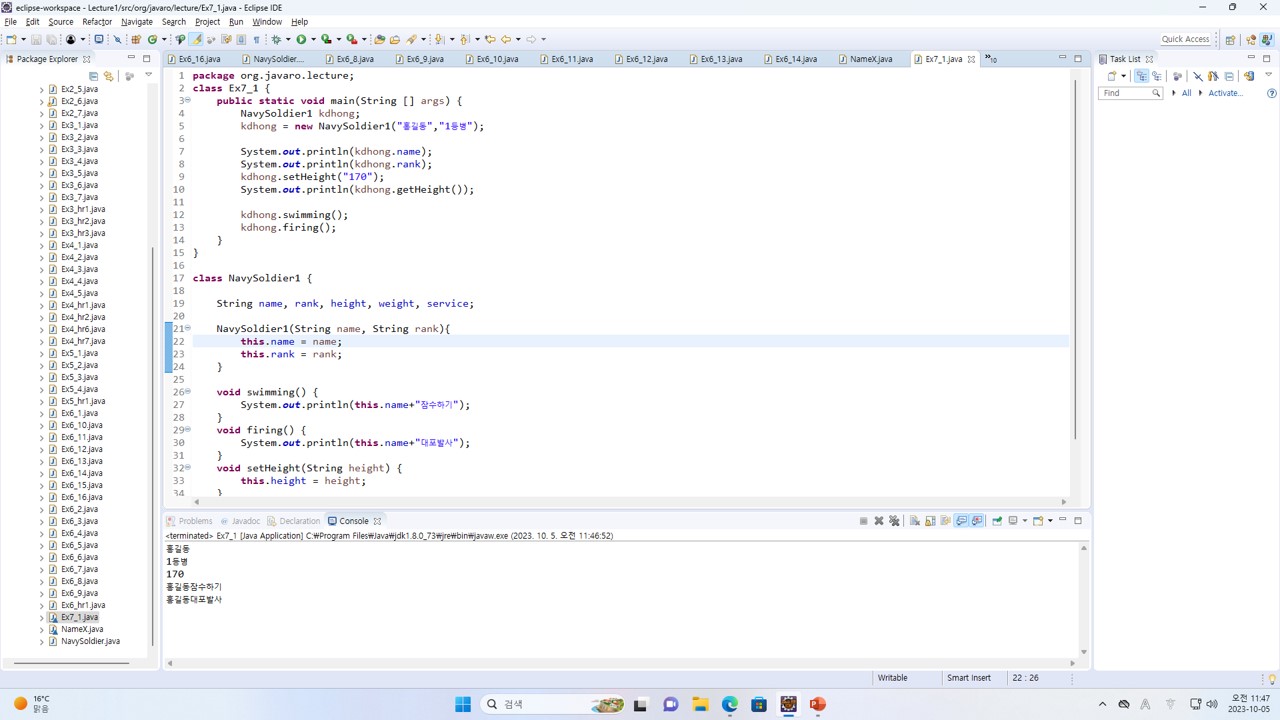 eclipse-workspace - Lecture1/src/org/javaro/lecture/Ex7_1.java - Eclipse IDE
File Edit Source Refactor Navigate Search Project Run Window Help
Quick Access
Package Explorer
Ex6_16.java NavySoldier.... Ex6_8.java Ex6_9.java Ex6_10.java Ex6_11.java Ex6_12.java Ex6_13.java Ex6_14.java NameX.java Ex7_1.java »10
Task List
Find All Activate...
Ex2_5.java
Ex2_6.java
Ex2_7.java
Ex3_1.java
Ex3_2.java
Ex3_3.java
Ex3_4.java
Ex3_5.java
Ex3_6.java
Ex3_7.java
Ex3_hr1.java
Ex3_hr2.java
Ex3_hr3.java
Ex4_1.java
Ex4_2.java
Ex4_3.java
Ex4_4.java
Ex4_5.java
Ex4_hr1.java
Ex4_hr2.java
Ex4_hr6.java
Ex4_hr7.java
Ex5_1.java
Ex5_2.java
Ex5_3.java
Ex5_4.java
Ex5_hr1.java
Ex6_1.java
Ex6_10.java
Ex6_11.java
Ex6_12.java
Ex6_13.java
Ex6_14.java
Ex6_15.java
Ex6_16.java
Ex6_2.java
Ex6_3.java
Ex6_4.java
Ex6_5.java
Ex6_6.java
Ex6_7.java
Ex6_8.java
Ex6_9.java
Ex6_hr1.java
Ex7_1.java
NameX.java
NavySoldier.java
1 package org.javaro.lecture;
2 class Ex7_1 {
3 public static void main(String [] args) {
4 NavySoldier1 kdhong;
5 kdhong = new NavySoldier1("홍길동","1등병");
6
7 System.out.println(kdhong.name);
8 System.out.println(kdhong.rank);
9 kdhong.setHeight("170");
10 System.out.println(kdhong.getHeight());
11
12 kdhong.swimming();
13 kdhong.firing();
14 }
15 }
16
17 class NavySoldier1 {
18
19 String name, rank, height, weight, service;
20
21 NavySoldier1(String name, String rank){
22 this.name = name;
23 this.rank = rank;
24 }
25
26 void swimming() {
27 System.out.println(this.name+"잠수하기");
28 }
29 void firing() {
30 System.out.println(this.name+"대포발사");
31 }
32 void setHeight(String height) {
33 this.height = height;
34 }
Problems Javadoc Declaration Console
<terminated> Ex7_1 [Java Application] C:₩Program Files₩Java₩jdk1.8.0_73₩jre₩bin₩javaw.exe (2023. 10. 5. 오전 11:46:52)
홍길동
1등병
170
홍길동잠수하기
홍길동대포발사
Writable Smart Insert 22 : 26
16°C
맑음
검색
오전 11:47
2023-10-05